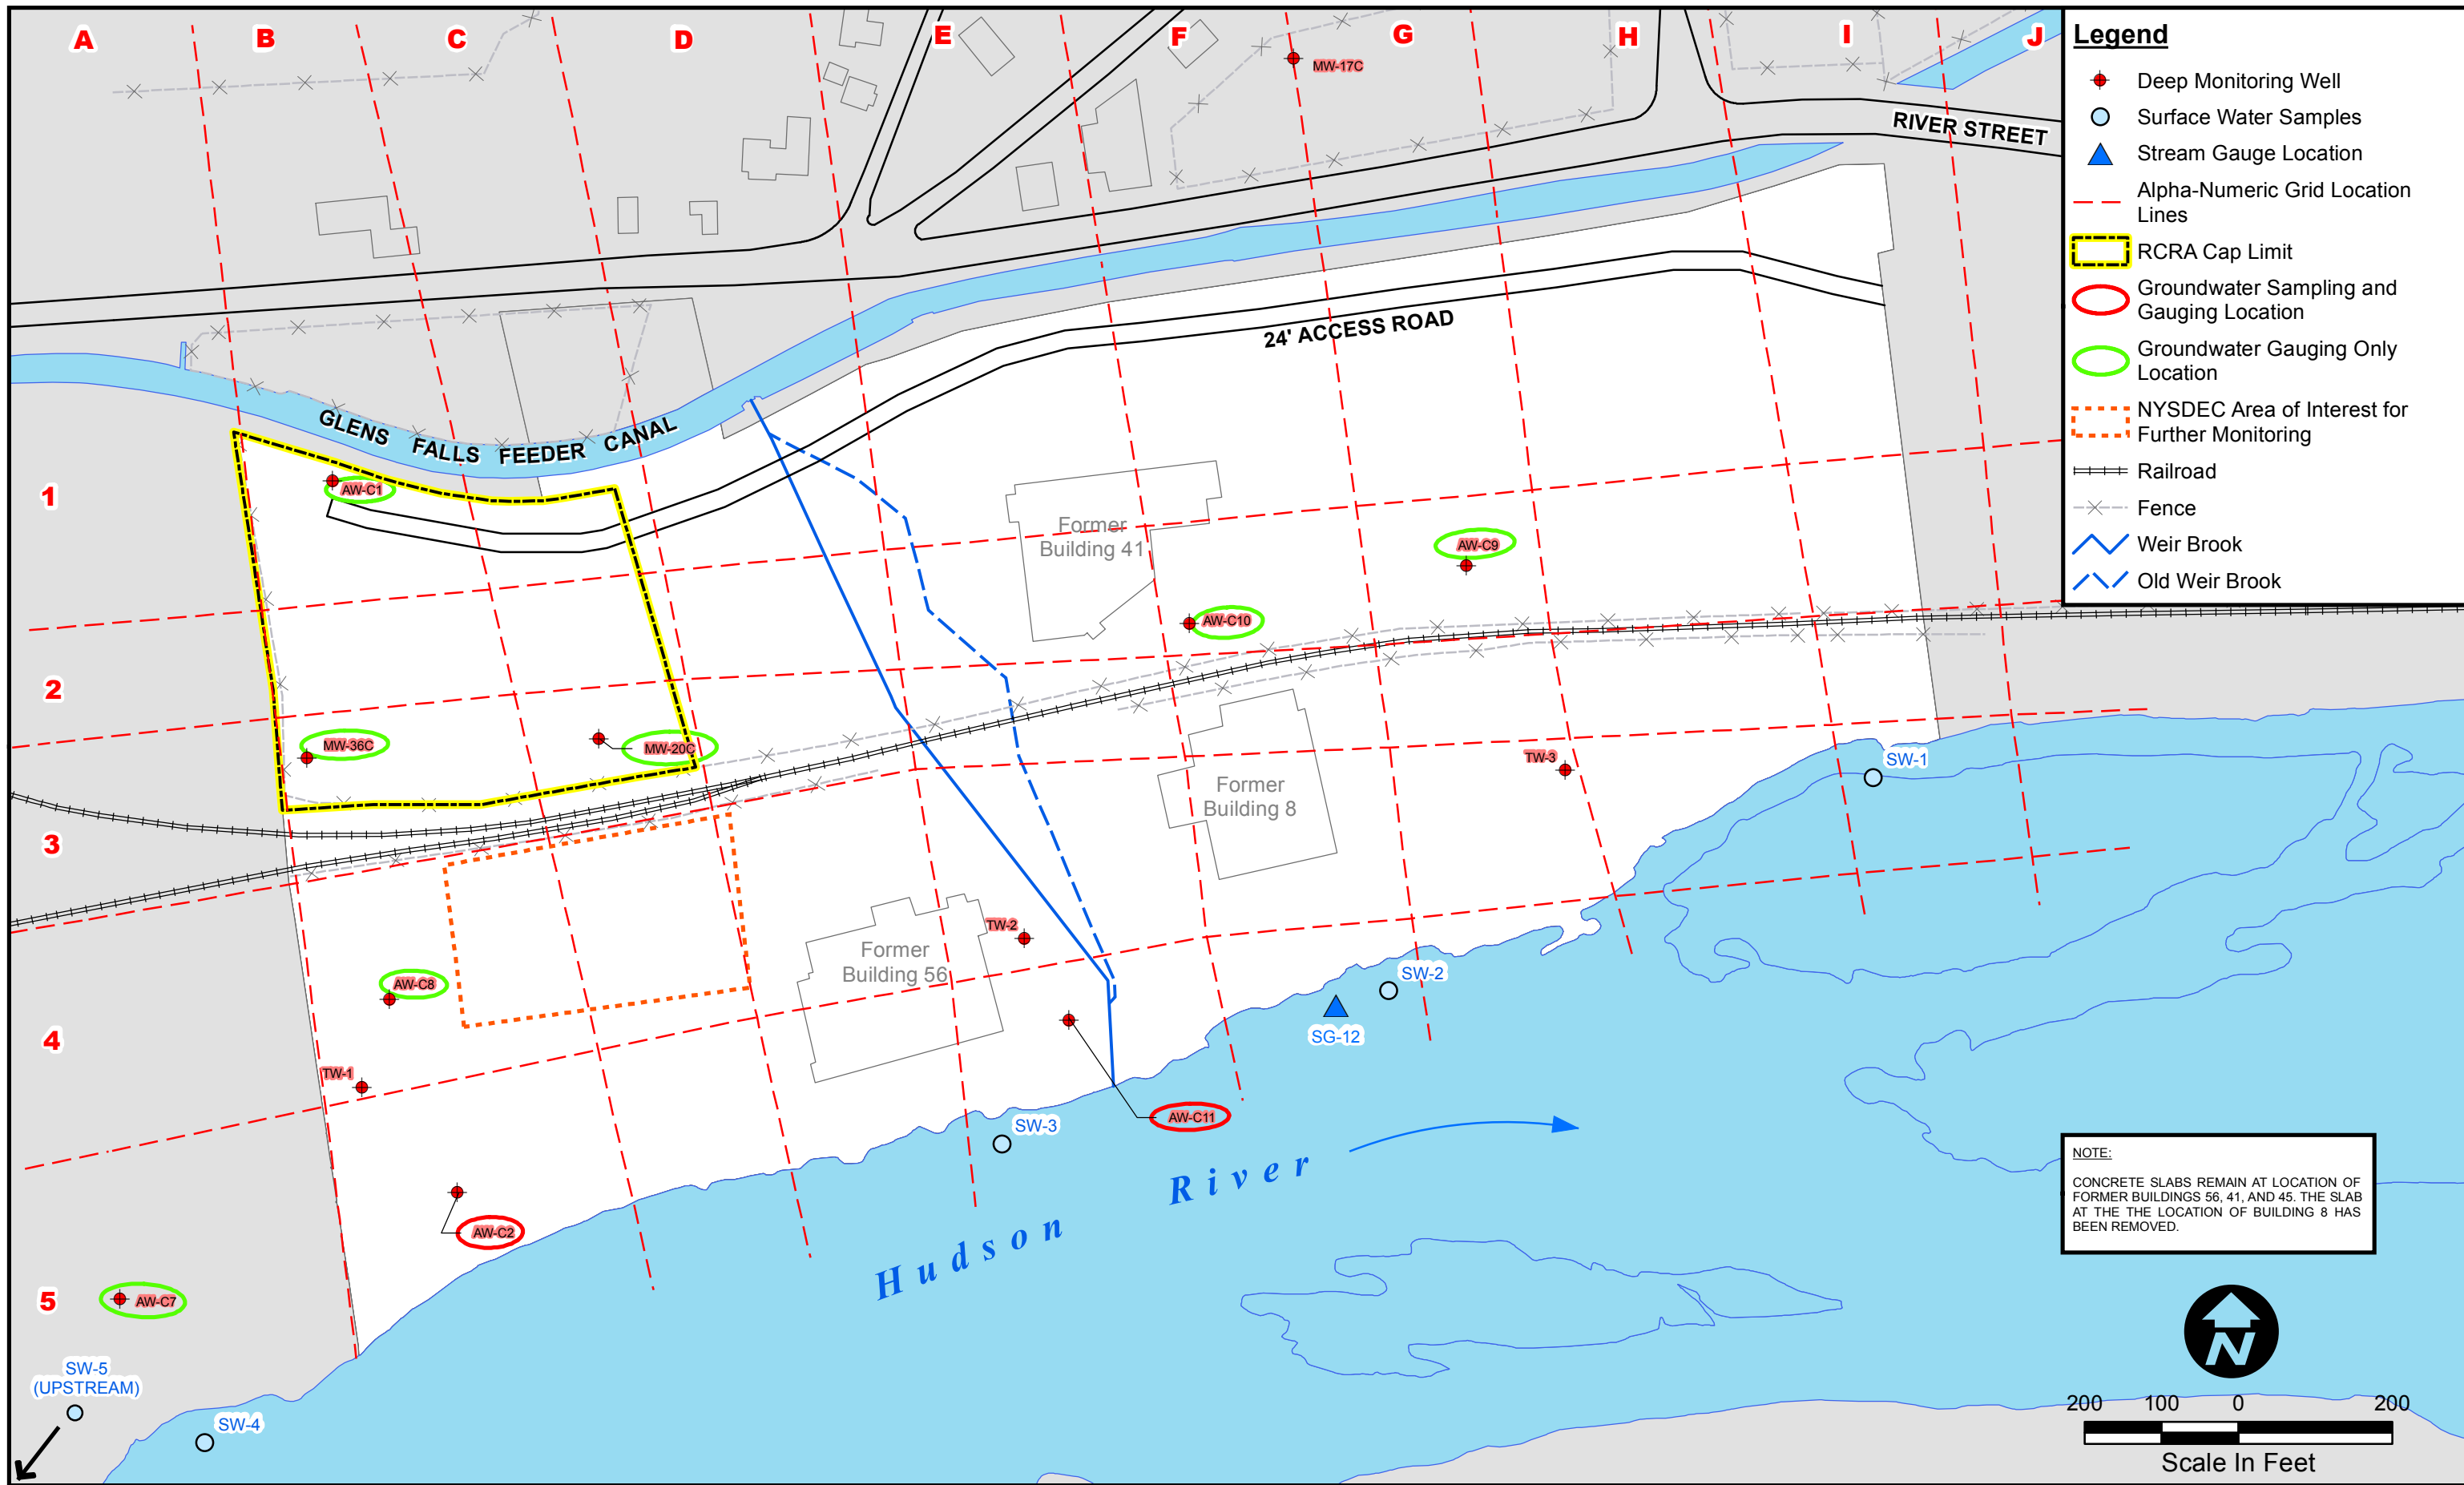 A
B
C
D
E
F
G
H
I
J
MW-17C
RIVER STREET
Legend
Deep Monitoring Well
Surface Water Samples
Stream Gauge Location
Alpha-Numeric Grid Location
Lines
RCRA Cap Limit
Groundwater Sampling and
Gauging Location
Groundwater Gauging Only
Location
NYSDEC Area of Interest for
Further Monitoring
Railroad
Fence
Weir Brook
Old Weir Brook
24' ACCESS ROAD
GLENS FALLS FEEDER CANAL
1
AW-C1
Former
Building 41
AW-C9
AW-C10
2
MW-36C
MW-20C
TW-3
SW-1
Former
Building 8
3
TW-2
Former
Building 56
AW-C8
SW-2
SG-12
4
TW-1
AW-C11
SW-3
Hudson River
AW-C2
5
AW-C7
SW-5
(UPSTREAM)
SW-4
NOTE:
CONCRETE SLABS REMAIN AT LOCATION OF
FORMER BUILDINGS 56, 41, AND 45. THE SLAB
AT THE THE LOCATION OF BUILDING 8 HAS
BEEN REMOVED.
N
200 100 0 200
Scale In Feet